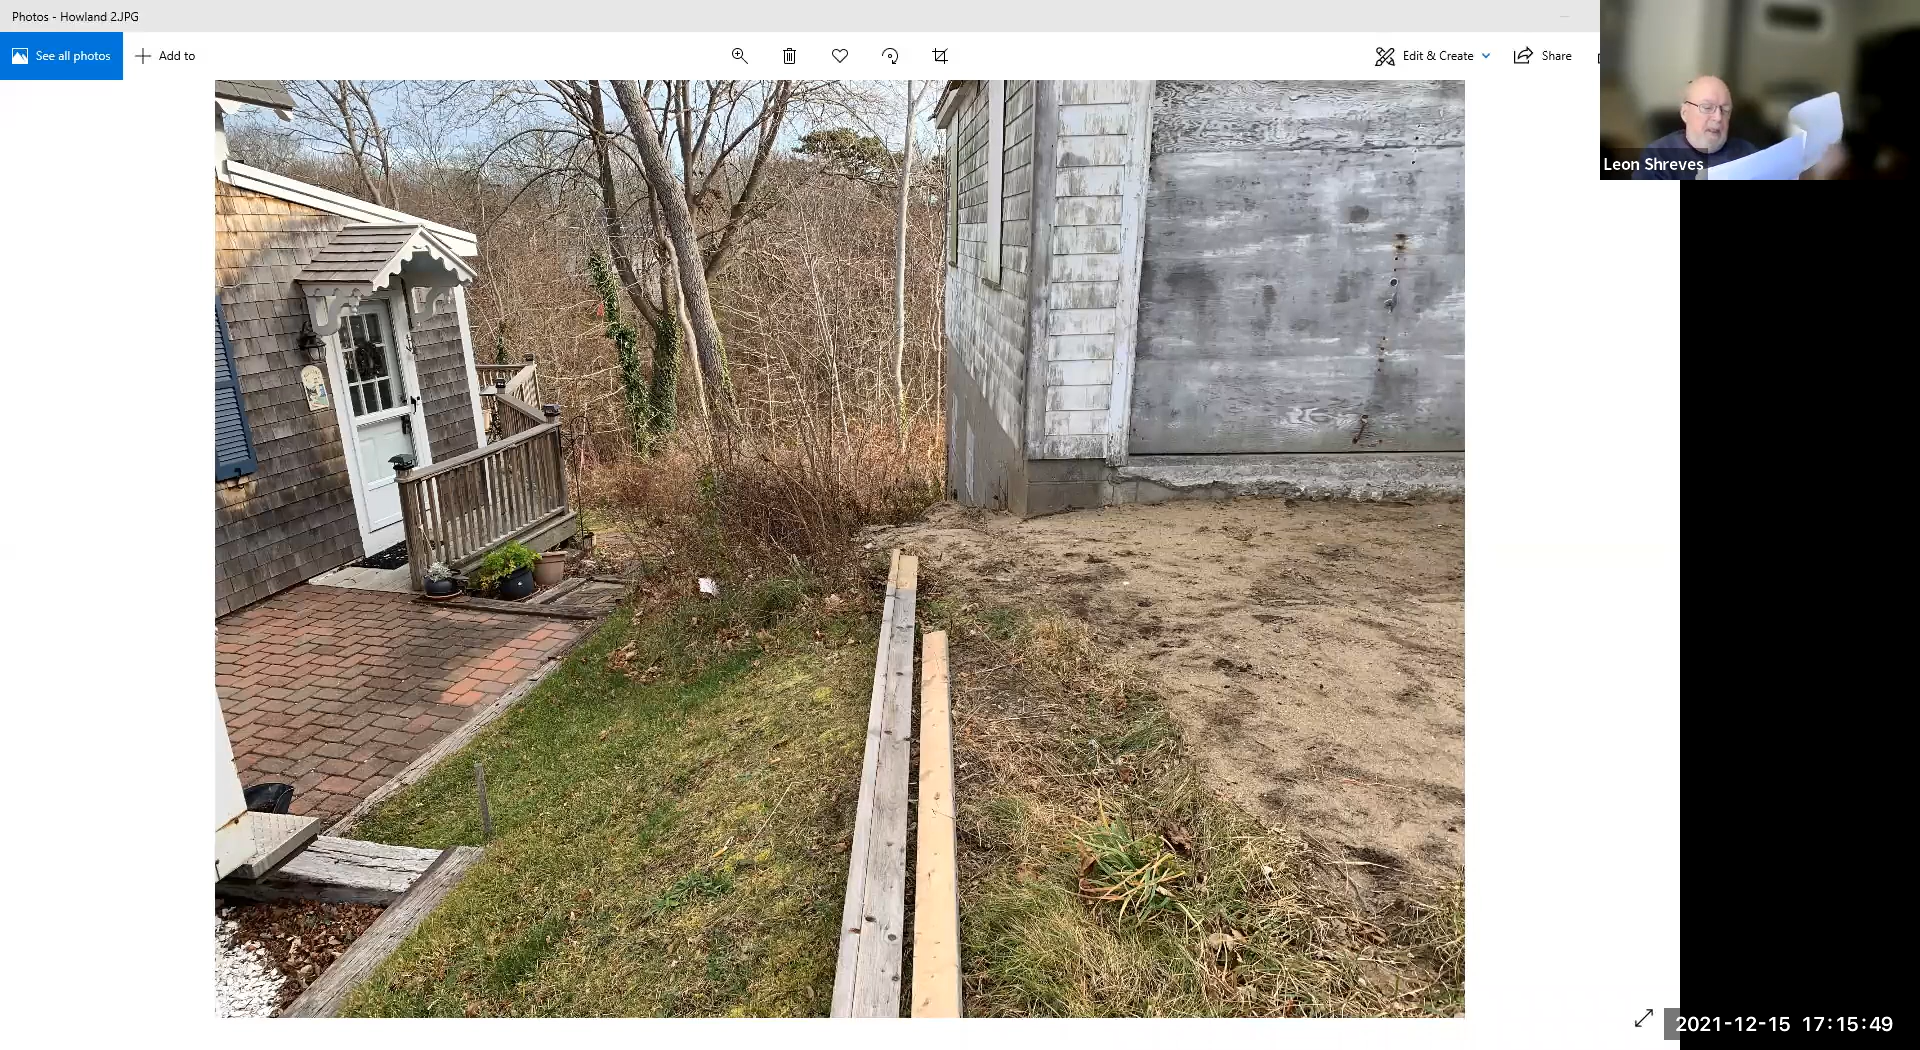 Photos - Howland 2.JPG
See all photos
Add to
Edit & Create
Share
Leon Shreves
2021-12-15 17:15:49